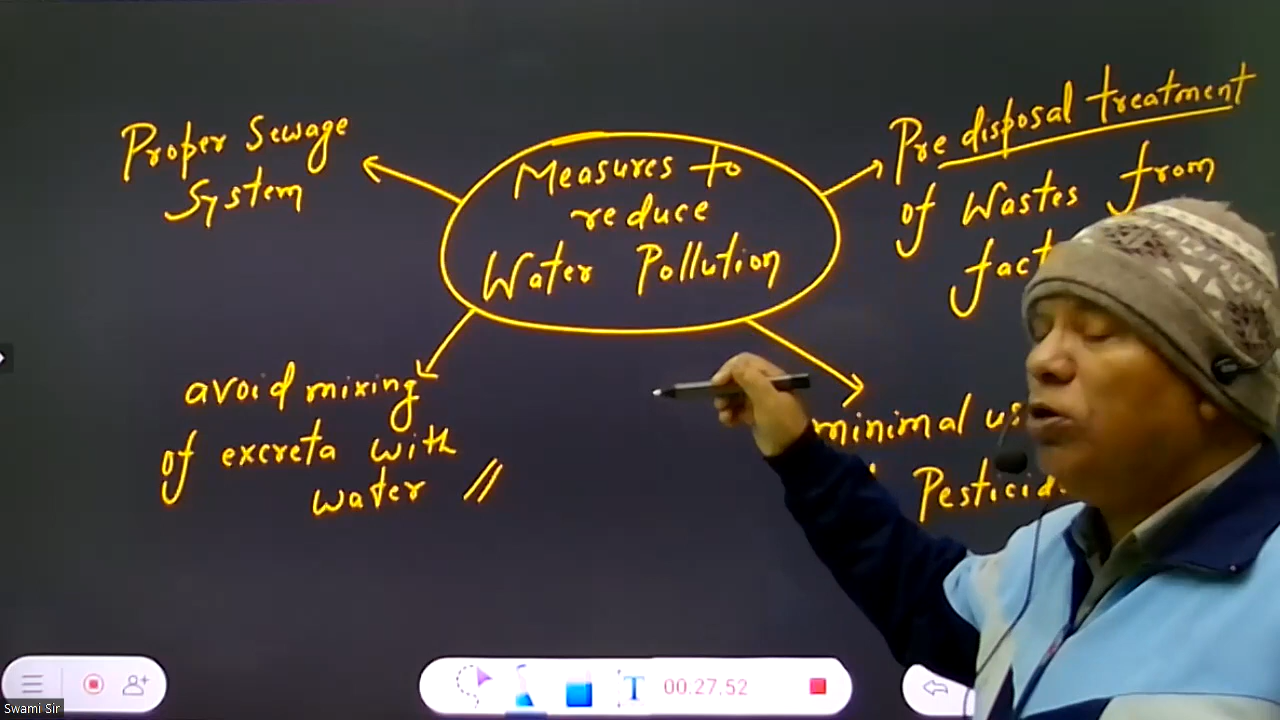 Measures to
reduce
Water Pollution
Proper Sewage
System
Pre disposal treatment
of Wastes from
avoid mixing
of excreta with
water //
minimal
T 00.27.52
Swami Sir